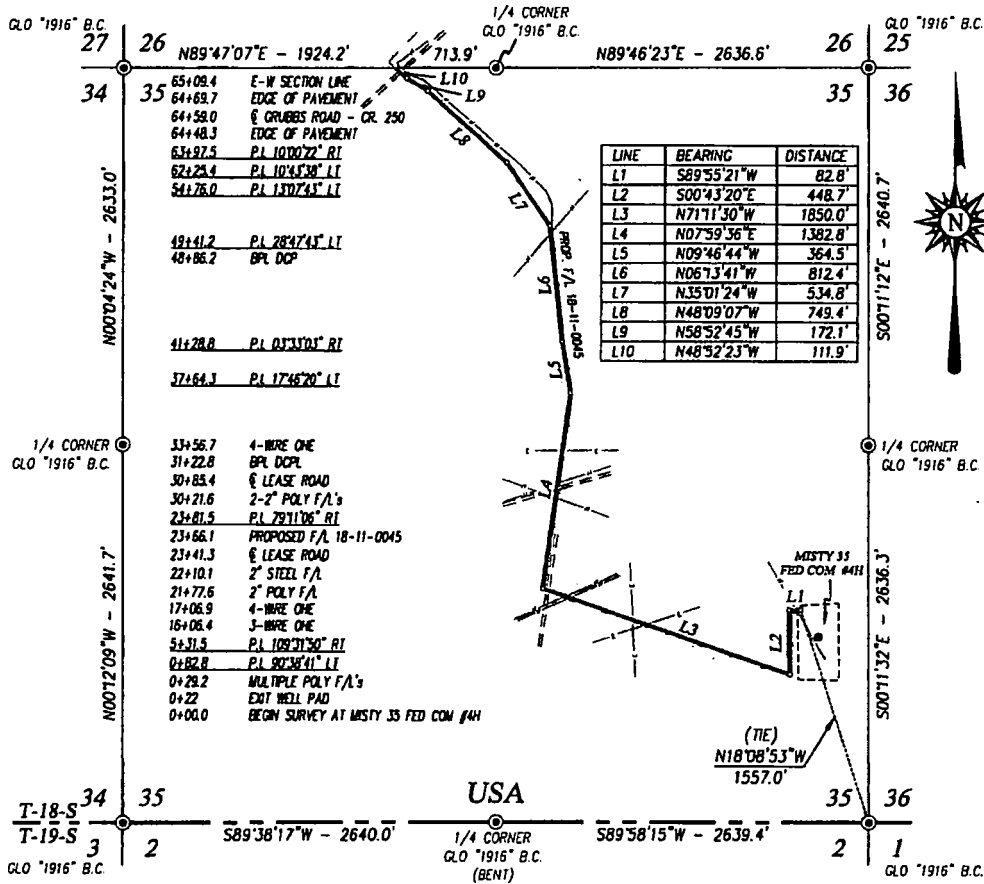 1/4 CORNER
GLO "1916" B.C.
GLO "1916" B.C.
GLO "1916" B.C.
27 26
N89°47'07"E - 1924.2'
713.9'
N89°46'23"E - 2636.6'
26 25
34 35
35 36
L10
L9
L8
L7
L6
L5
L4
L3
L2
L1
65+09.4 E-W SECTION LINE
64+69.7 EDGE OF PAVEMENT
64+59.0 ℄ GRUBBS ROAD - CR. 250
64+48.3 EDGE OF PAVEMENT
63+97.5 P.I. 10°00'22" RT
62+25.4 P.I. 10°43'38" LT
54+76.0 P.I. 13°07'43" LT
49+41.2 P.I. 28°47'43" LT
48+86.2 BPL DCP
41+28.8 P.I. 03°33'03" RT
37+64.3 P.I. 17°46'20" LT
33+56.7 4-WIRE OHE
31+22.8 BPL DCPL
30+85.4 ℄ LEASE ROAD
30+21.6 2-2" POLY F/L's
23+81.5 P.I. 79°11'06" RT
23+66.1 PROPOSED F/L 18-11-0045
23+41.3 ℄ LEASE ROAD
22+10.1 2" STEEL F/L
21+77.6 2" POLY F/L
17+06.9 4-WIRE OHE
16+06.4 3-WIRE OHE
5+31.5 P.I. 109°31'50" RT
0+82.8 P.I. 90°38'41" LT
0+29.2 MULTIPLE POLY F/L's
0+22 EXIT WELL PAD
0+00.0 BEGIN SURVEY AT MISTY 35 FED COM #4H
PROP. F/L 18-11-0045
LINE BEARING DISTANCE
L1 S89°55'21"W 82.8'
L2 S00°43'20"E 448.7'
L3 N71°11'30"W 1850.0'
L4 N07°59'36"E 1382.8'
L5 N09°46'44"W 364.5'
L6 N06°13'41"W 812.4'
L7 N35°01'24"W 534.8'
L8 N48°09'07"W 749.4'
L9 N58°52'45"W 172.1'
L10 N48°52'23"W 111.9'
N
N00°04'24"W - 2633.0'
S00°11'12"E - 2640.7'
1/4 CORNER
GLO "1916" B.C.
1/4 CORNER
GLO "1916" B.C.
N00°12'09"W - 2641.7'
S00°11'32"E - 2636.3'
MISTY 35
FED COM #4H
(TIE)
N18°08'53"W
1557.0'
USA
T-18-S
T-19-S
34 35
35 36
3 2
2 1
S89°38'17"W - 2640.0'
S89°58'15"W - 2639.4'
GLO "1916" B.C.
1/4 CORNER
GLO "1916" B.C.
(BENT)
GLO "1916" B.C.